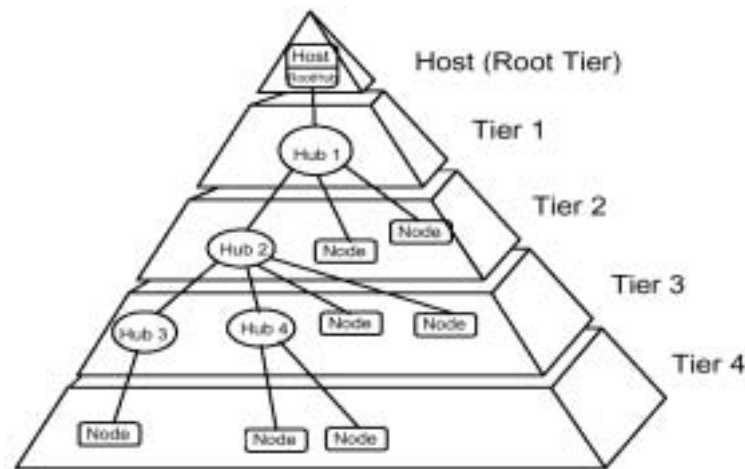 Host
RootHub
Host (Root Tier)
Tier 1
Hub 1
Tier 2
Hub 2
Node
Node
Tier 3
Hub 3
Hub 4
Node
Node
Tier 4
Node
Node
Node